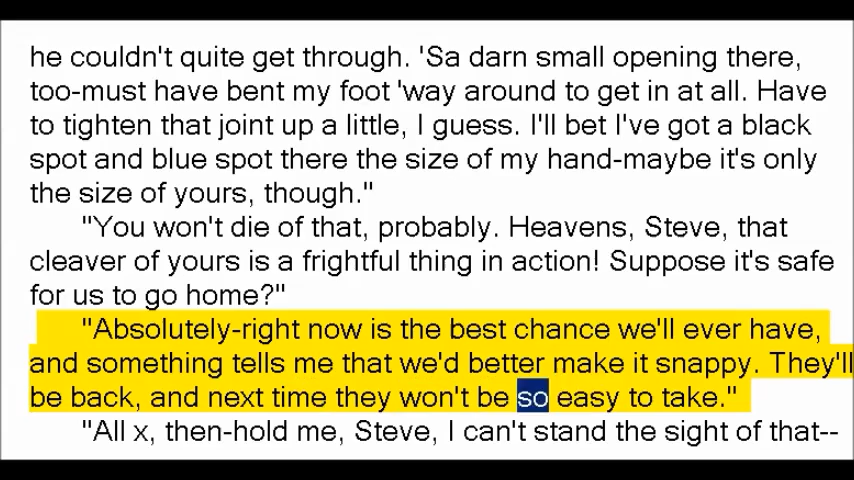 he couldn't quite get through. 'Sa darn small opening there,
too-must have bent my foot 'way around to get in at all. Have
to tighten that joint up a little, I guess. I'll bet I've got a black
spot and blue spot there the size of my hand-maybe it's only
the size of yours, though."
"You won't die of that, probably. Heavens, Steve, that
cleaver of yours is a frightful thing in action! Suppose it's safe
for us to go home?"
"Absolutely-right now is the best chance we'll ever have,
and something tells me that we'd better make it snappy. They'll
be back, and next time they won't be so easy to take."
"All x, then-hold me, Steve, I can't stand the sight of that--